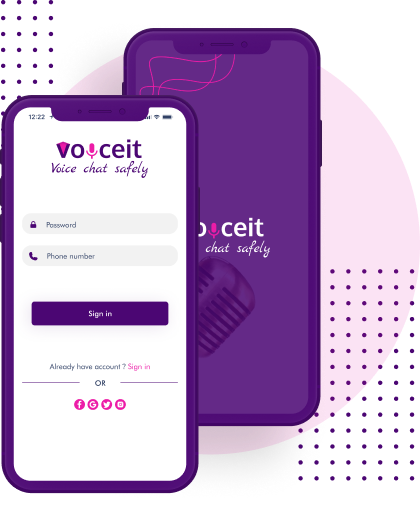 12:22
voiceit
Voice chat safely
Password
Phone number
Sign in
Already have account ? Sign in
OR
oiceit
chat safely